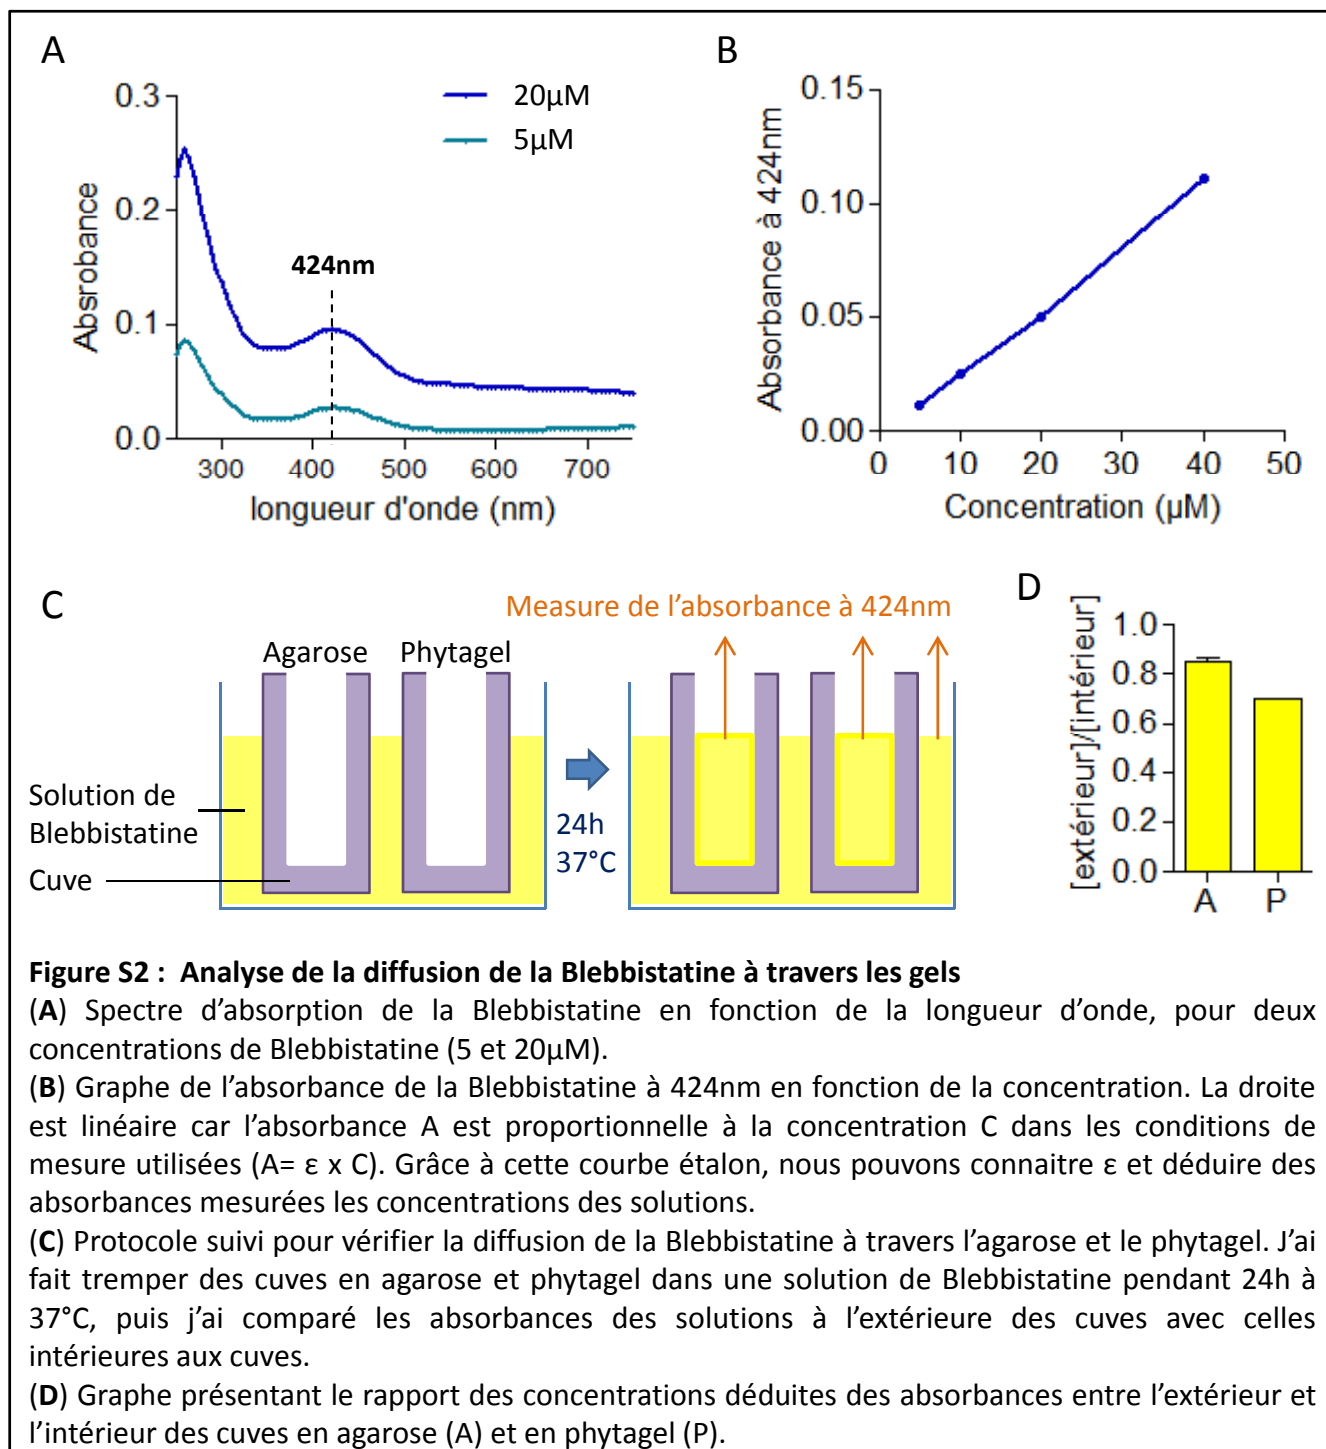 A
0.3
0.2
0.1
0.0
Absrobance
20µM
5µM
424nm
300 400 500 600 700
longueur d'onde (nm)
B
0.15
0.10
0.05
0.00
Absorbance à 424nm
0 10 20 30 40 50
Concentration (µM)
C
Measure de l’absorbance à 424nm
Agarose Phytagel
Solution de
Blebbistatine
Cuve
24h
37°C
D
[extérieur]/[intérieur]
1.0
0.8
0.6
0.4
0.2
0.0
A P
Figure S2 : Analyse de la diffusion de la Blebbistatine à travers les gels
(A) Spectre d’absorption de la Blebbistatine en fonction de la longueur d’onde, pour deux
concentrations de Blebbistatine (5 et 20µM).
(B) Graphe de l’absorbance de la Blebbistatine à 424nm en fonction de la concentration. La droite
est linéaire car l’absorbance A est proportionnelle à la concentration C dans les conditions de
mesure utilisées (A= ε x C). Grâce à cette courbe étalon, nous pouvons connaitre ε et déduire des
absorbances mesurées les concentrations des solutions.
(C) Protocole suivi pour vérifier la diffusion de la Blebbistatine à travers l’agarose et le phytagel. J’ai
fait tremper des cuves en agarose et phytagel dans une solution de Blebbistatine pendant 24h à
37°C, puis j’ai comparé les absorbances des solutions à l’extérieure des cuves avec celles
intérieures aux cuves.
(D) Graphe présentant le rapport des concentrations déduites des absorbances entre l’extérieur et
l’intérieur des cuves en agarose (A) et en phytagel (P).